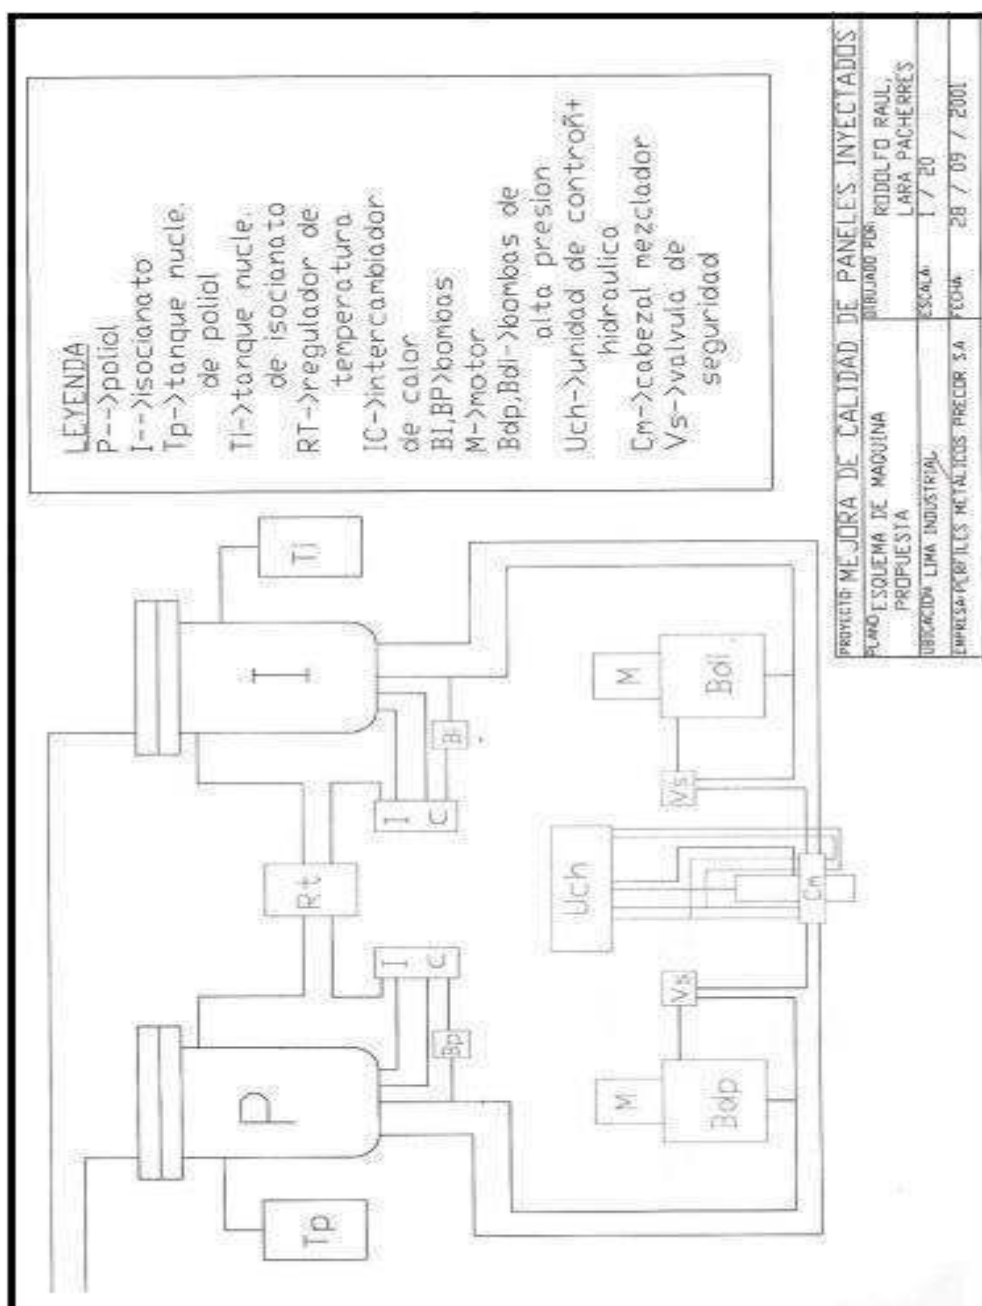 LEYENDA
P-->poliol
I-->isocianato
Tp->tanque nucle.
de poliol
TI->tanque nucle.
de isocianato
RT->regulador de
temperatura
IC->intercambiador
de calor
BI,BP>bombas
M->motor
Bdp,Bdi->bombas de
alta presion
Uch->unidad de controñ+
hidraulica
Cm->cabezal mezclador
Vs->valvula de
seguridad
P
I
Tp
Ti
Rt
I C
I C
Bp
B
M
M
Bdp
Bdi
Vs
Vs
Uch
Cm
PROYECTO: MEJORA DE CALIDAD DE PANELES INYECTADOS
PLANO ESQUEMA DE MAQUINA
PROPUESTA
DIBUJADO POR: RODOLFO RAUL,
LARA PACHERRES
UBICACION LIMA INDUSTRIAL
ESCALA: 1 / 20
EMPRESA: PERFILES METÁLICOS PRECOR S.A
FECHA 28 / 09 / 2001